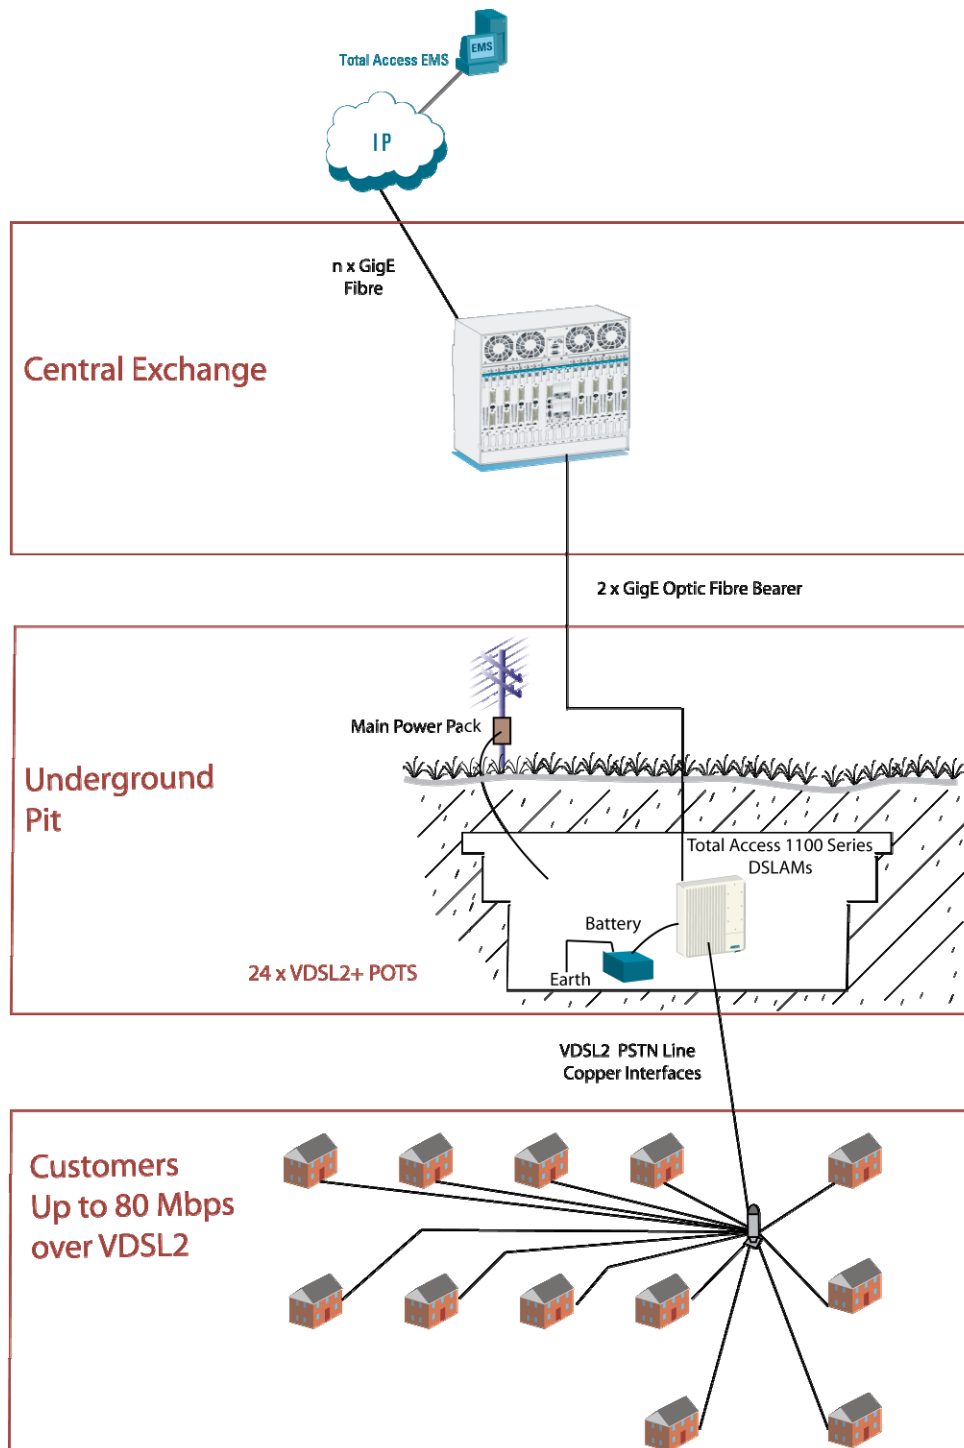 EMS
Total Access EMS
IP
n x GigE
Fibre
Central Exchange
2 x GigE Optic Fibre Bearer
Main Power Pack
Underground
Pit
Total Access 1100 Series
DSLAMs
Battery
Earth
24 x VDSL2+ POTS
VDSL2 PSTN Line
Copper Interfaces
Customers
Up to 80 Mbps
over VDSL2